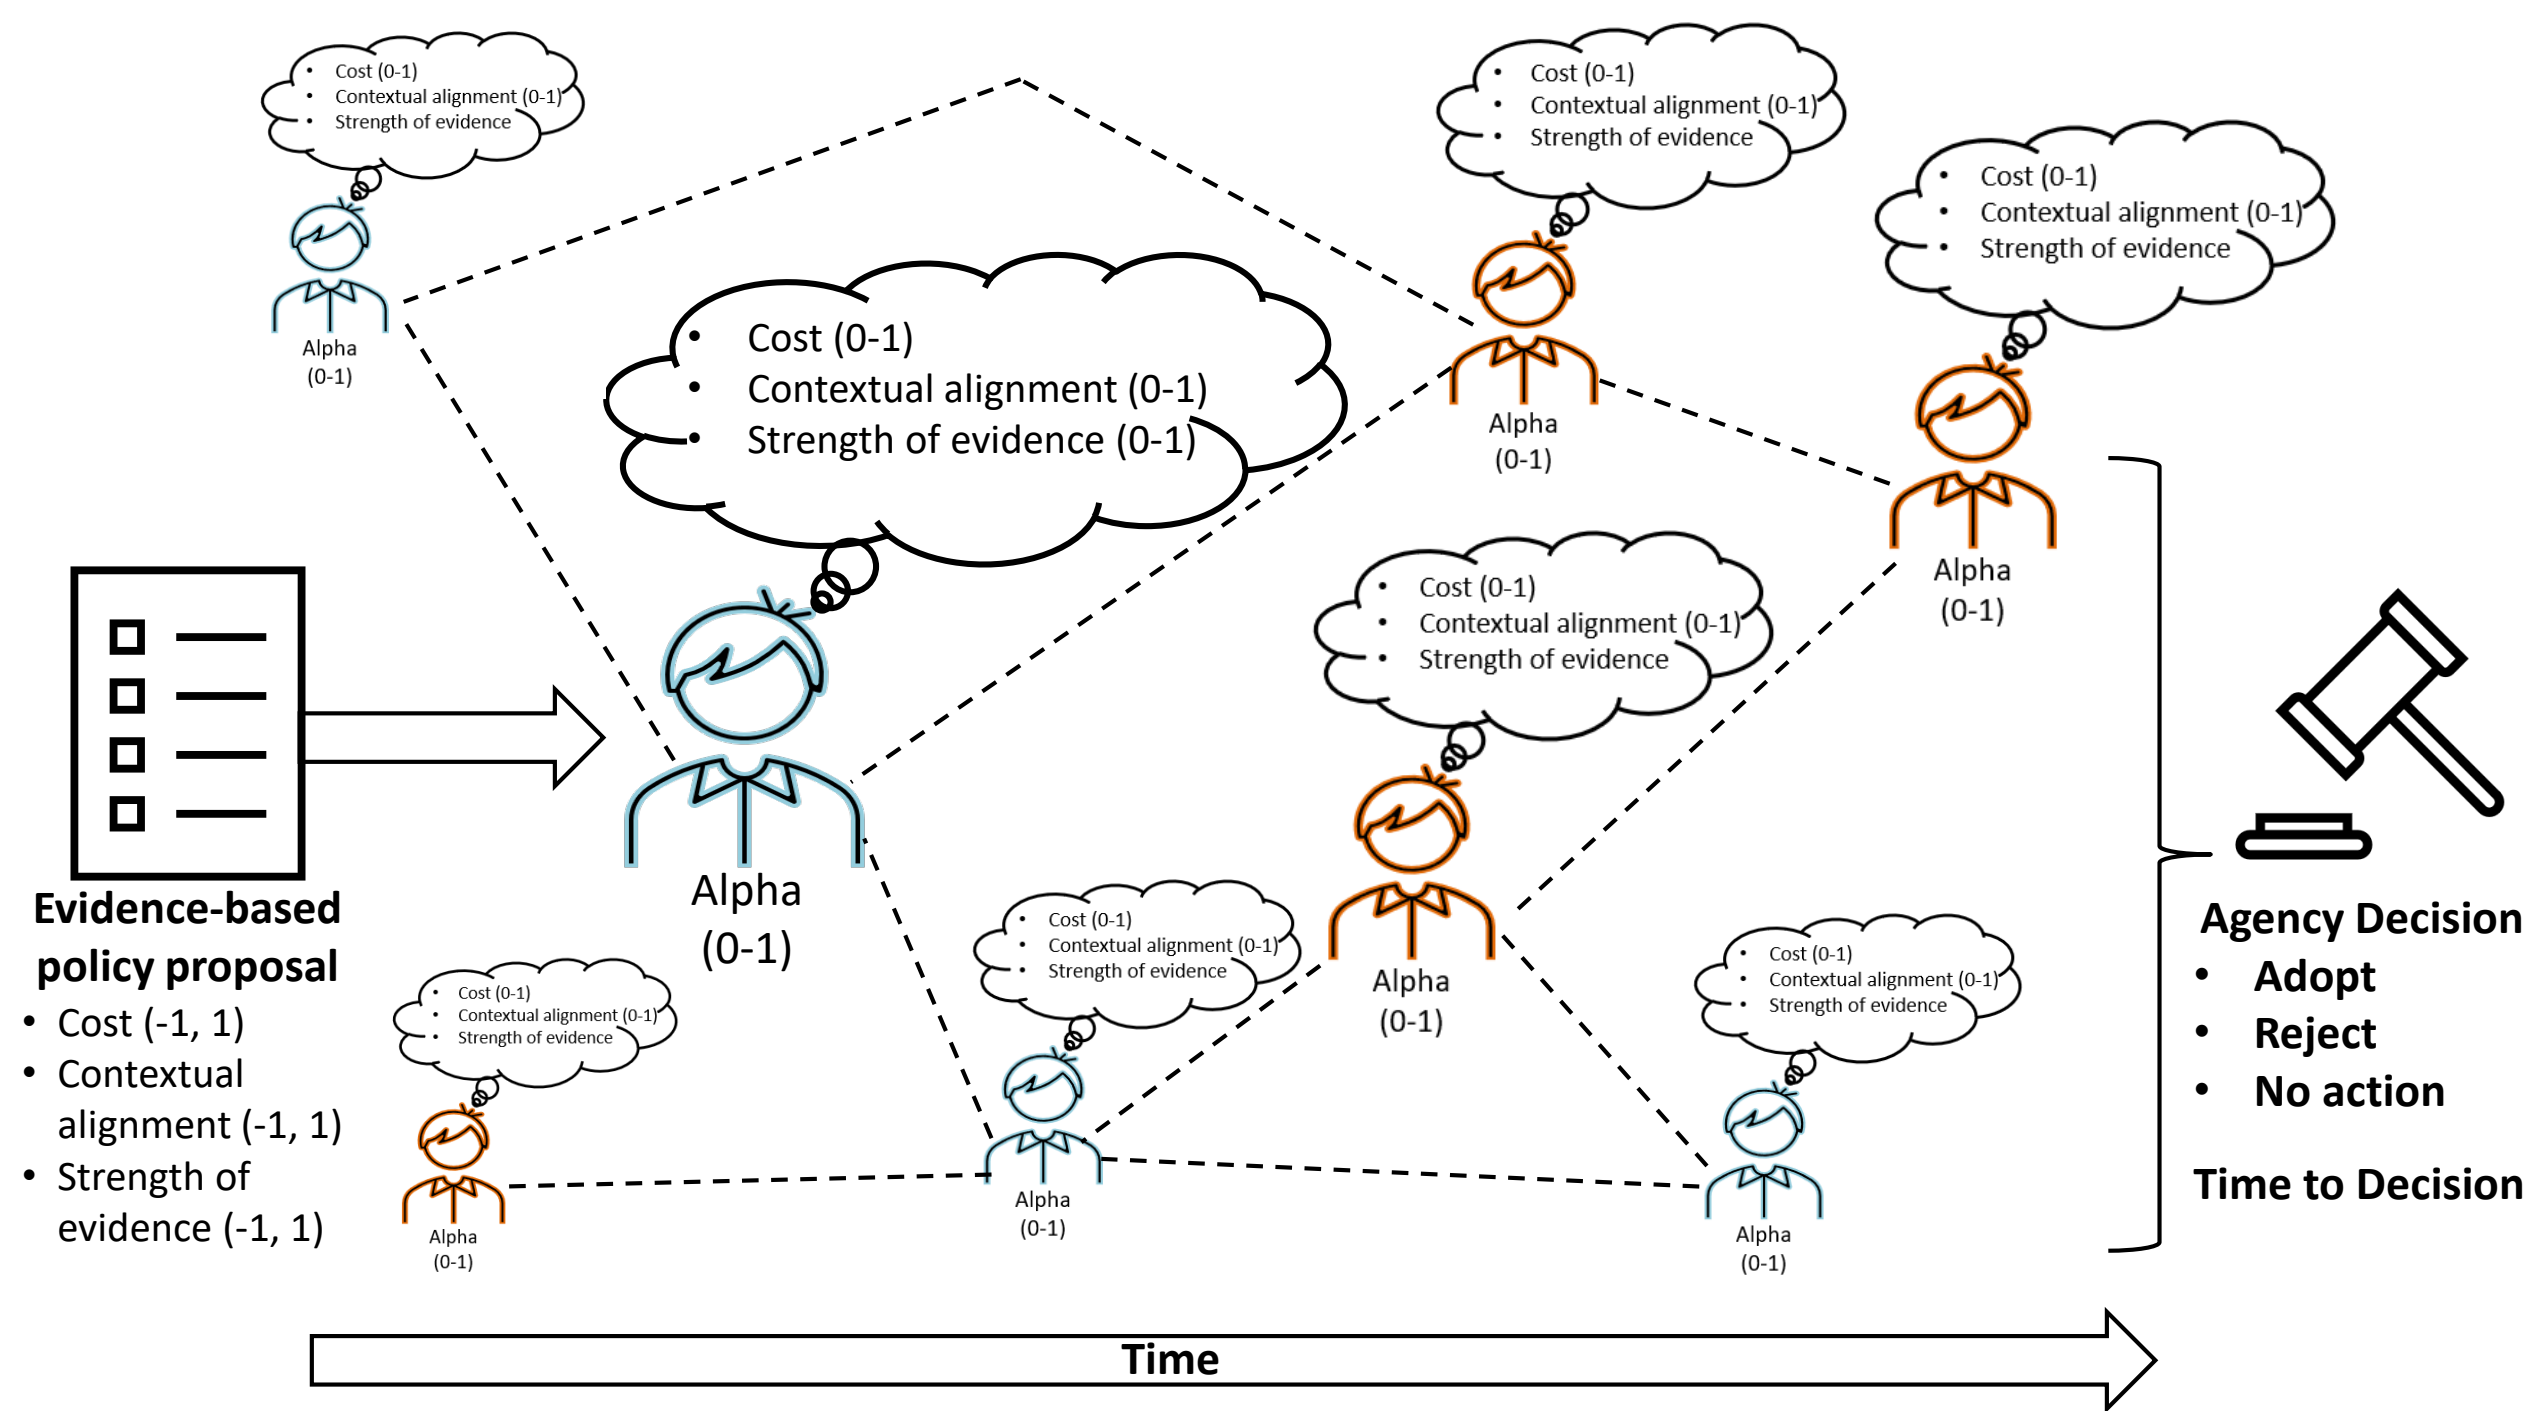 • Cost (0-1)
• Contextual alignment (0-1)
• Strength of evidence
Alpha
(0-1)
• Cost (0-1)
• Contextual alignment (0-1)
• Strength of evidence
Alpha
(0-1)
• Cost (0-1)
• Contextual alignment (0-1)
• Strength of evidence
Alpha
(0-1)
• Cost (0-1)
• Contextual alignment (0-1)
• Strength of evidence (0-1)
Alpha
(0-1)
• Cost (0-1)
• Contextual alignment (0-1)
• Strength of evidence
Alpha
(0-1)
Evidence-based
policy proposal
• Cost (-1, 1)
• Contextual
alignment (-1, 1)
• Strength of
evidence (-1, 1)
• Cost (0-1)
• Contextual alignment (0-1)
• Strength of evidence
Alpha
(0-1)
• Cost (0-1)
• Contextual alignment (0-1)
• Strength of evidence
Alpha
(0-1)
• Cost (0-1)
• Contextual alignment (0-1)
• Strength of evidence
Alpha
(0-1)
Agency Decision
• Adopt
• Reject
• No action
Time to Decision
Time